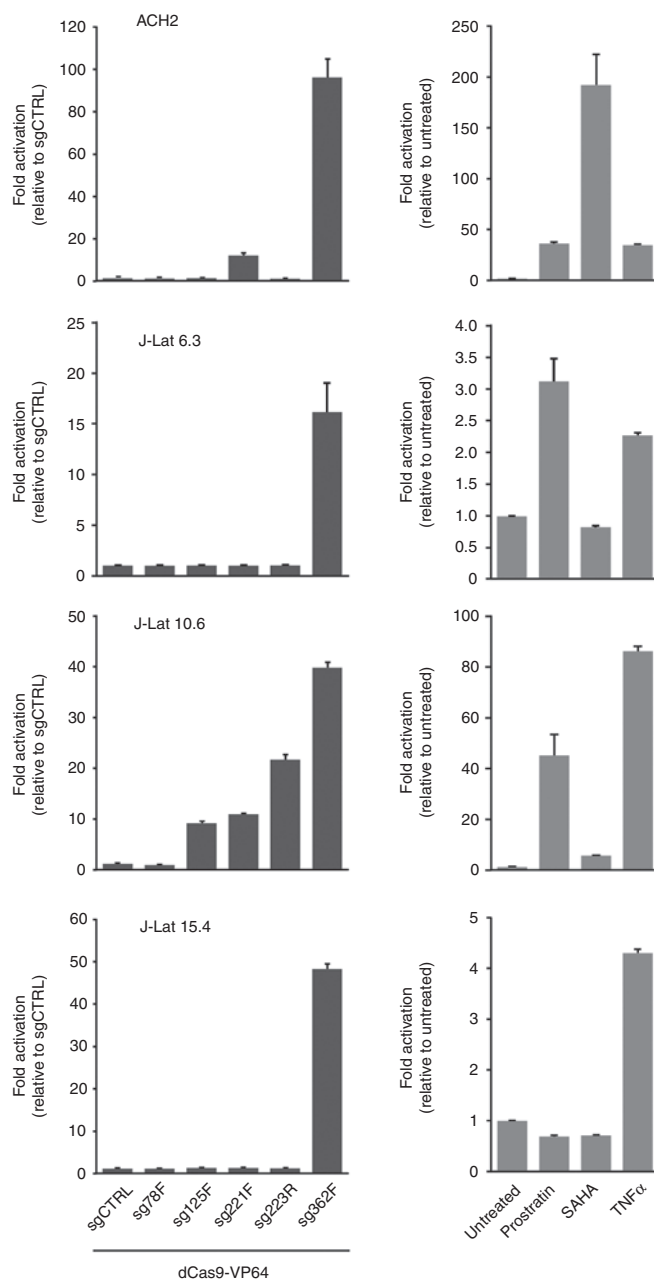 ACH2
Fold activation
(relative to sgCTRL)
120
100
80
60
40
20
0
Fold activation
(relative to untreated)
250
200
150
100
50
0
J-Lat 6.3
Fold activation
(relative to sgCTRL)
25
20
15
10
5
0
Fold activation
(relative to untreated)
4.0
3.5
3.0
2.5
2.0
1.5
1.0
0.5
0
J-Lat 10.6
Fold activation
(relative to sgCTRL)
50
40
30
20
10
0
Fold activation
(relative to untreated)
100
80
60
40
20
0
J-Lat 15.4
Fold activation
(relative to sgCTRL)
60
50
40
30
20
10
0
Fold activation
(relative to untreated)
5
4
3
2
1
0
sgCTRL
sg78F
sg125F
sg221F
sg223R
sg362F
dCas9-VP64
Untreated
Prostratin
SAHA
TNFα